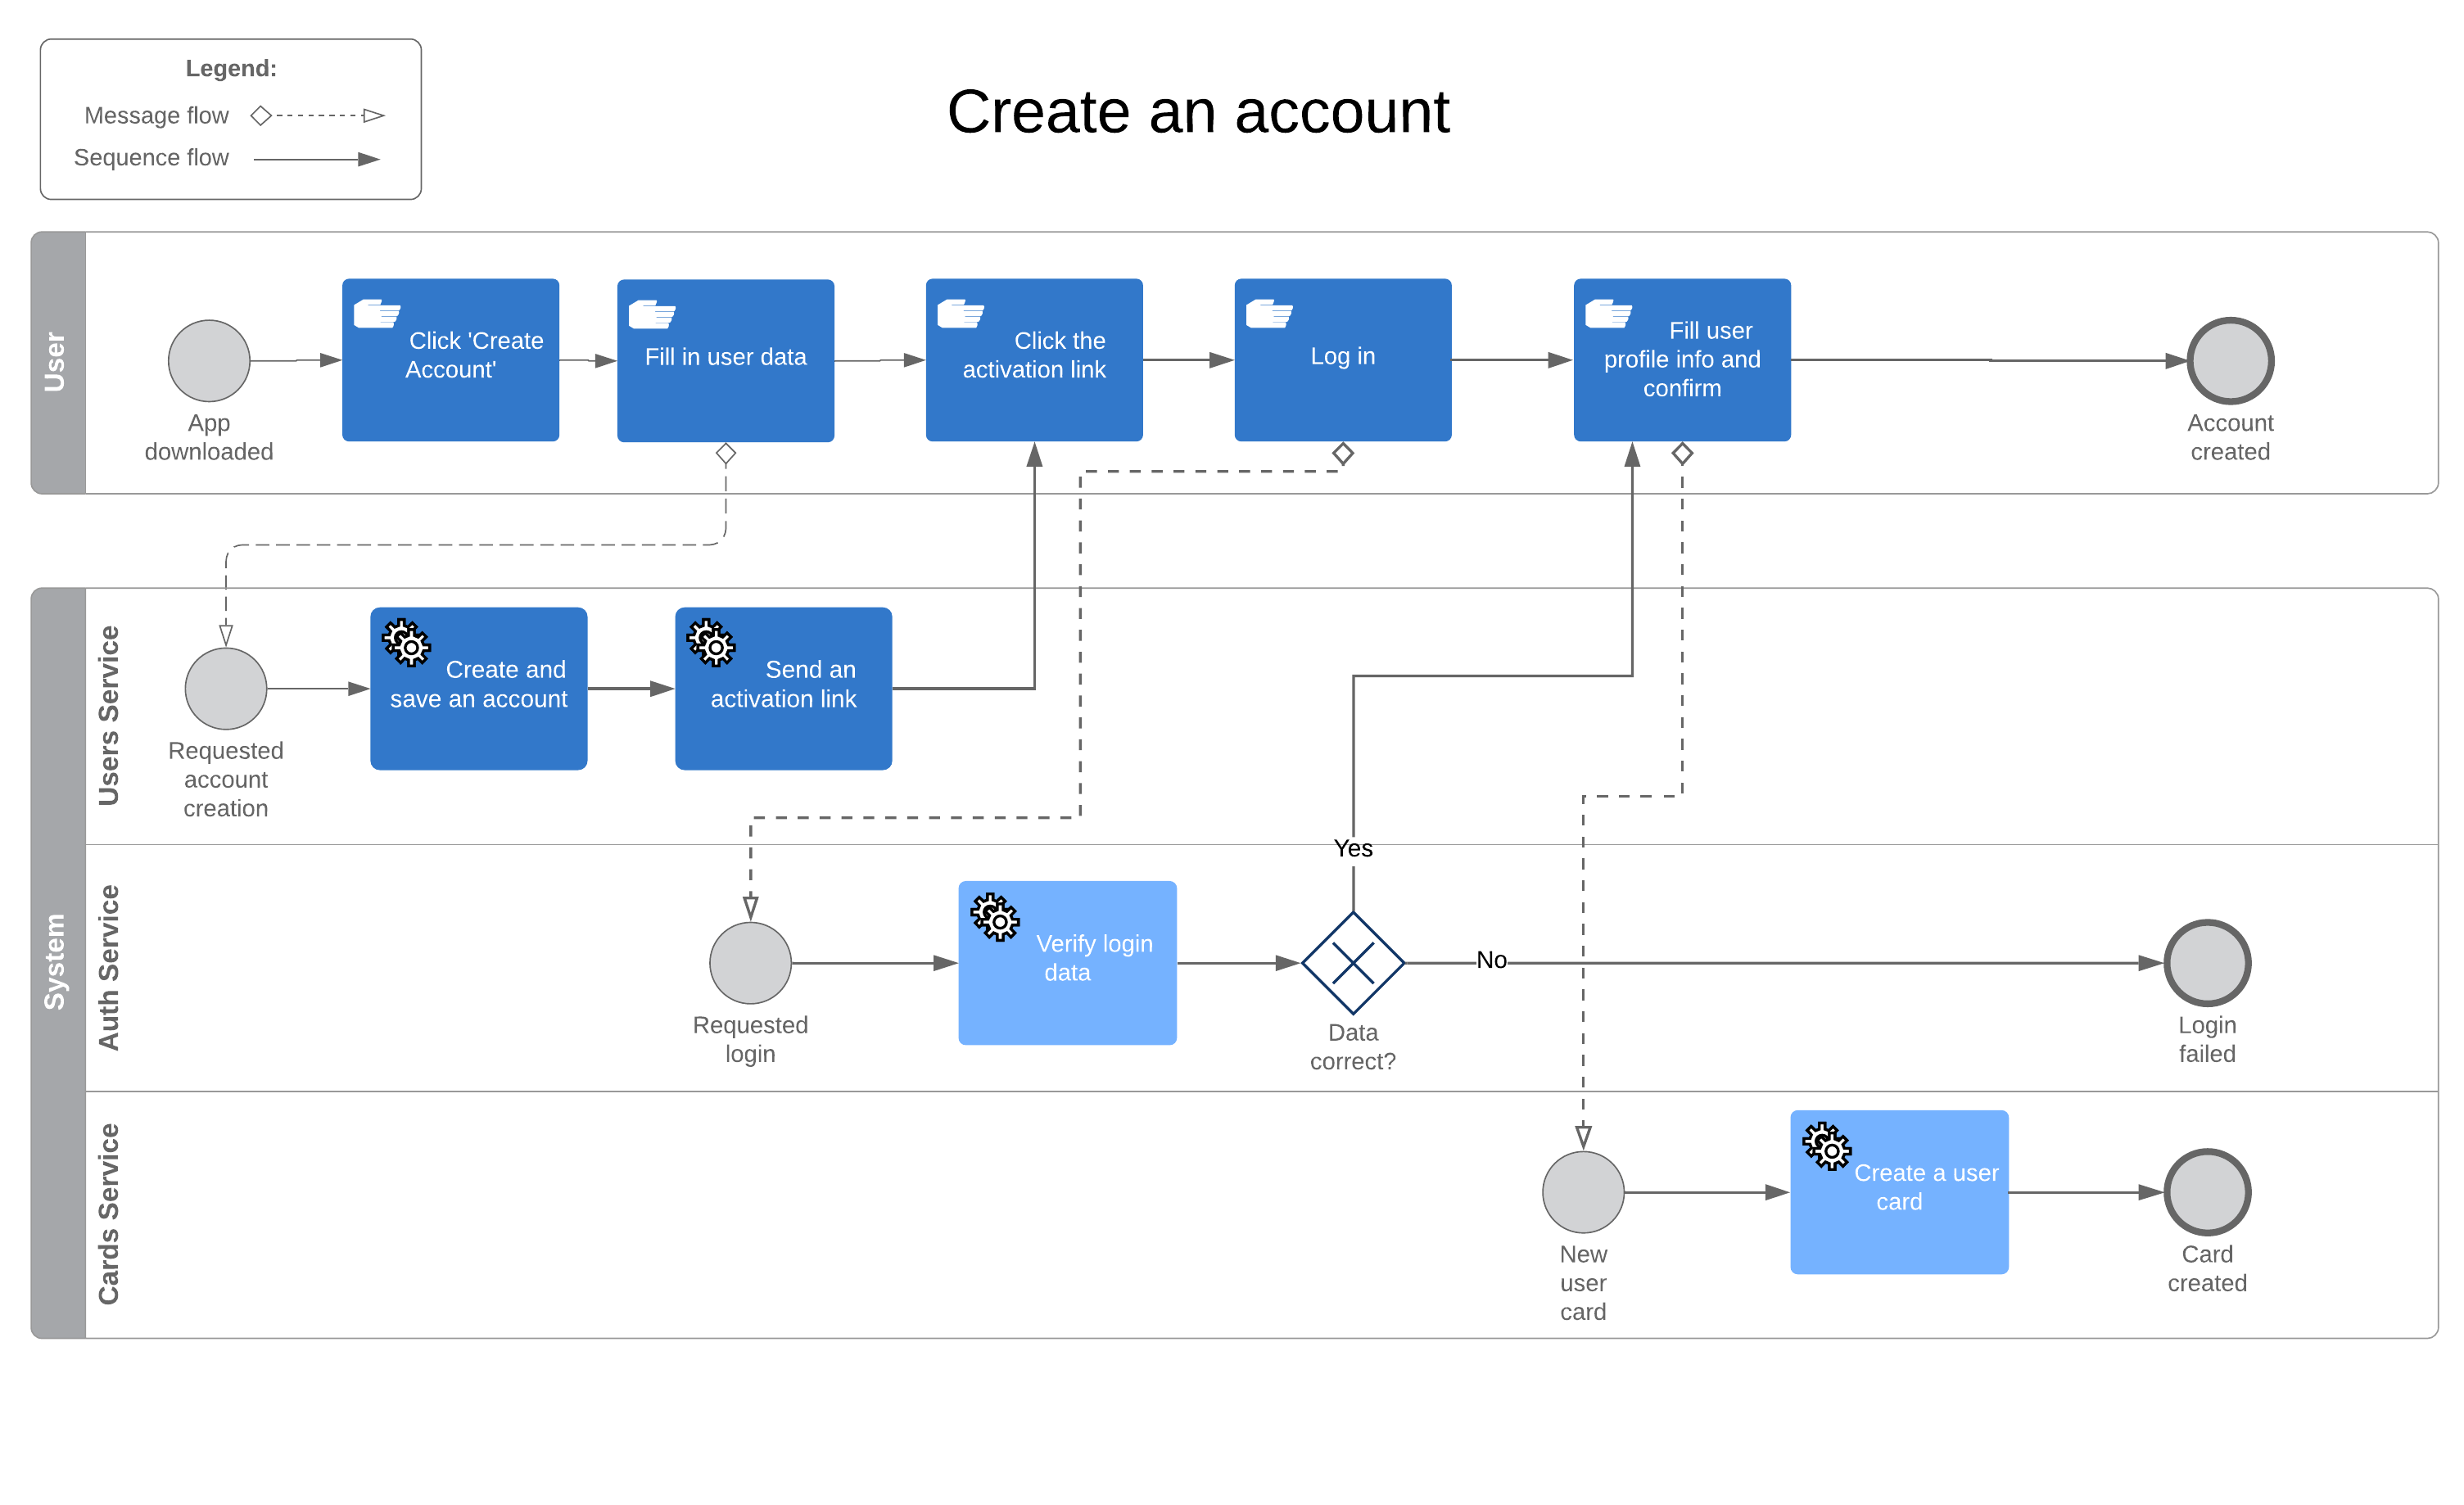 Legend:
Message flow
Sequence flow
Create an account
User
App
downloaded
Click 'Create
Account'
Fill in user data
Click the
activation link
Log in
Fill user
profile info and
confirm
Account
created
System
Users Service
Requested
account
creation
Create and
save an account
Send an
activation link
Auth Service
Requested
login
Verify login
data
Yes
Data
correct?
No
Login
failed
Cards Service
New
user
card
Create a user
card
Card
created